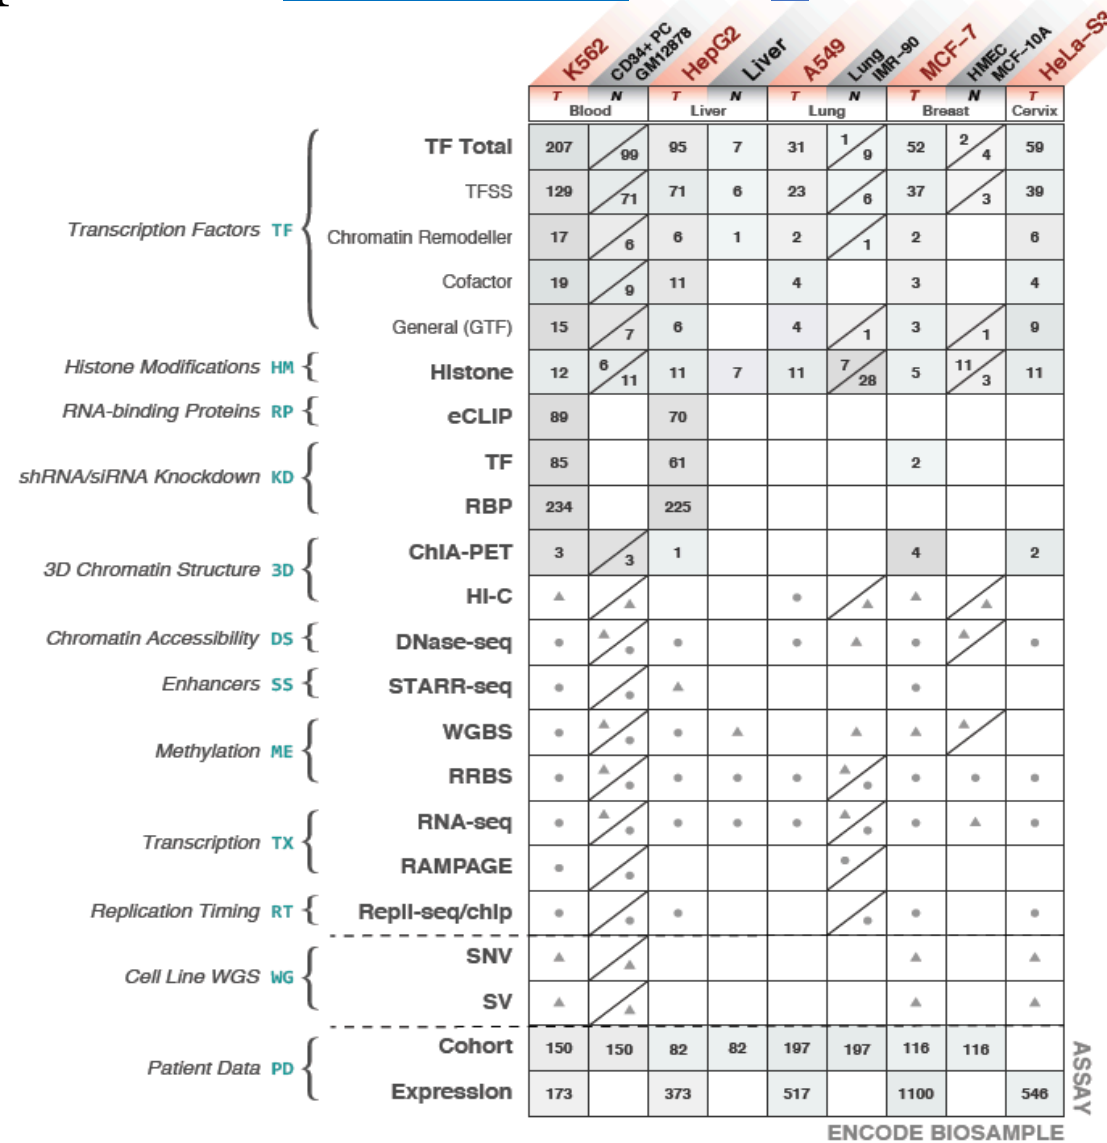 K562 CD34+ PC GM12878 HepG2 Liver A549 Lung IMR-90 MCF-7 HMEC MCF-10A HeLa-S3
T N T N T N T N T
Blood Liver Lung Breast Cervix
TF Total 207 99 95 7 31 1 9 52 2 4 59
TFSS 129 71 71 6 23 6 37 3 39
Transcription Factors TF
Chromatin Remodeller 17 6 6 1 2 1 2 6
Cofactor 19 9 11 4 3 4
General (GTF) 15 7 6 4 1 3 1 9
Histone Modifications HM Histone 12 6 11 11 7 11 7 28 5 11 3 11
RNA-binding Proteins RP eCLIP 89 70
TF 85 61 2
shRNA/siRNA Knockdown KD
RBP 234 225
ChIA-PET 3 3 1 4 2
3D Chromatin Structure 3D
HI-C
Chromatin Accessibility DS DNase-seq
Enhancers SS STARR-seq
WGBS
Methylation ME
RRBS
RNA-seq
Transcription TX
RAMPAGE
Replication Timing RT Repli-seq/chip
SNV
Cell Line WGS WG
SV
Cohort 150 150 82 82 197 197 116 116
Patient Data PD
Expression 173 373 517 1100 546
ASSAY
ENCODE BIOSAMPLE